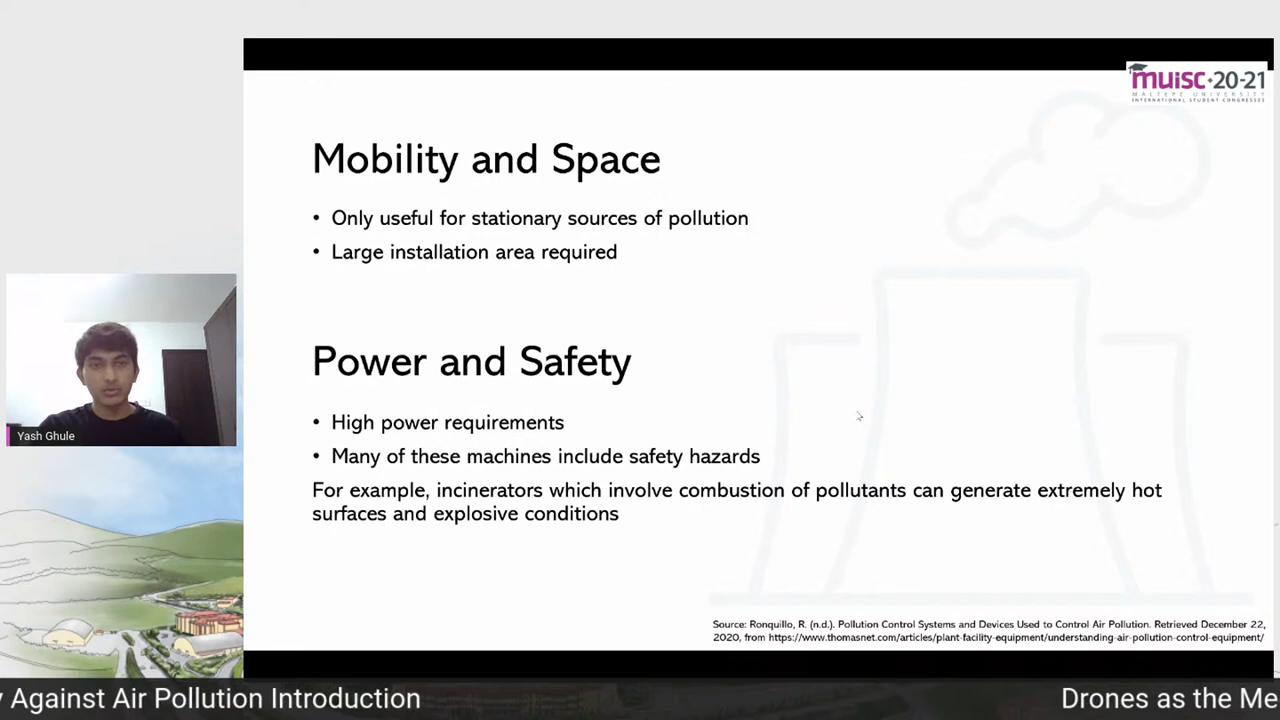 muisc•20-21
MALTEPE UNIVERSITY
INTERNATIONAL STUDENT CONGRESSES
Mobility and Space
• Only useful for stationary sources of pollution
• Large installation area required
Power and Safety
• High power requirements
• Many of these machines include safety hazards
For example, incinerators which involve combustion of pollutants can generate extremely hot
surfaces and explosive conditions
Yash Ghule
Source: Ronquillo, R. (n.d.). Pollution Control Systems and Devices Used to Control Air Pollution. Retrieved December 22,
2020, from https://www.thomasnet.com/articles/plant-facility-equipment/understanding-air-pollution-control-equipment/
y Against Air Pollution Introduction
Drones as the Me